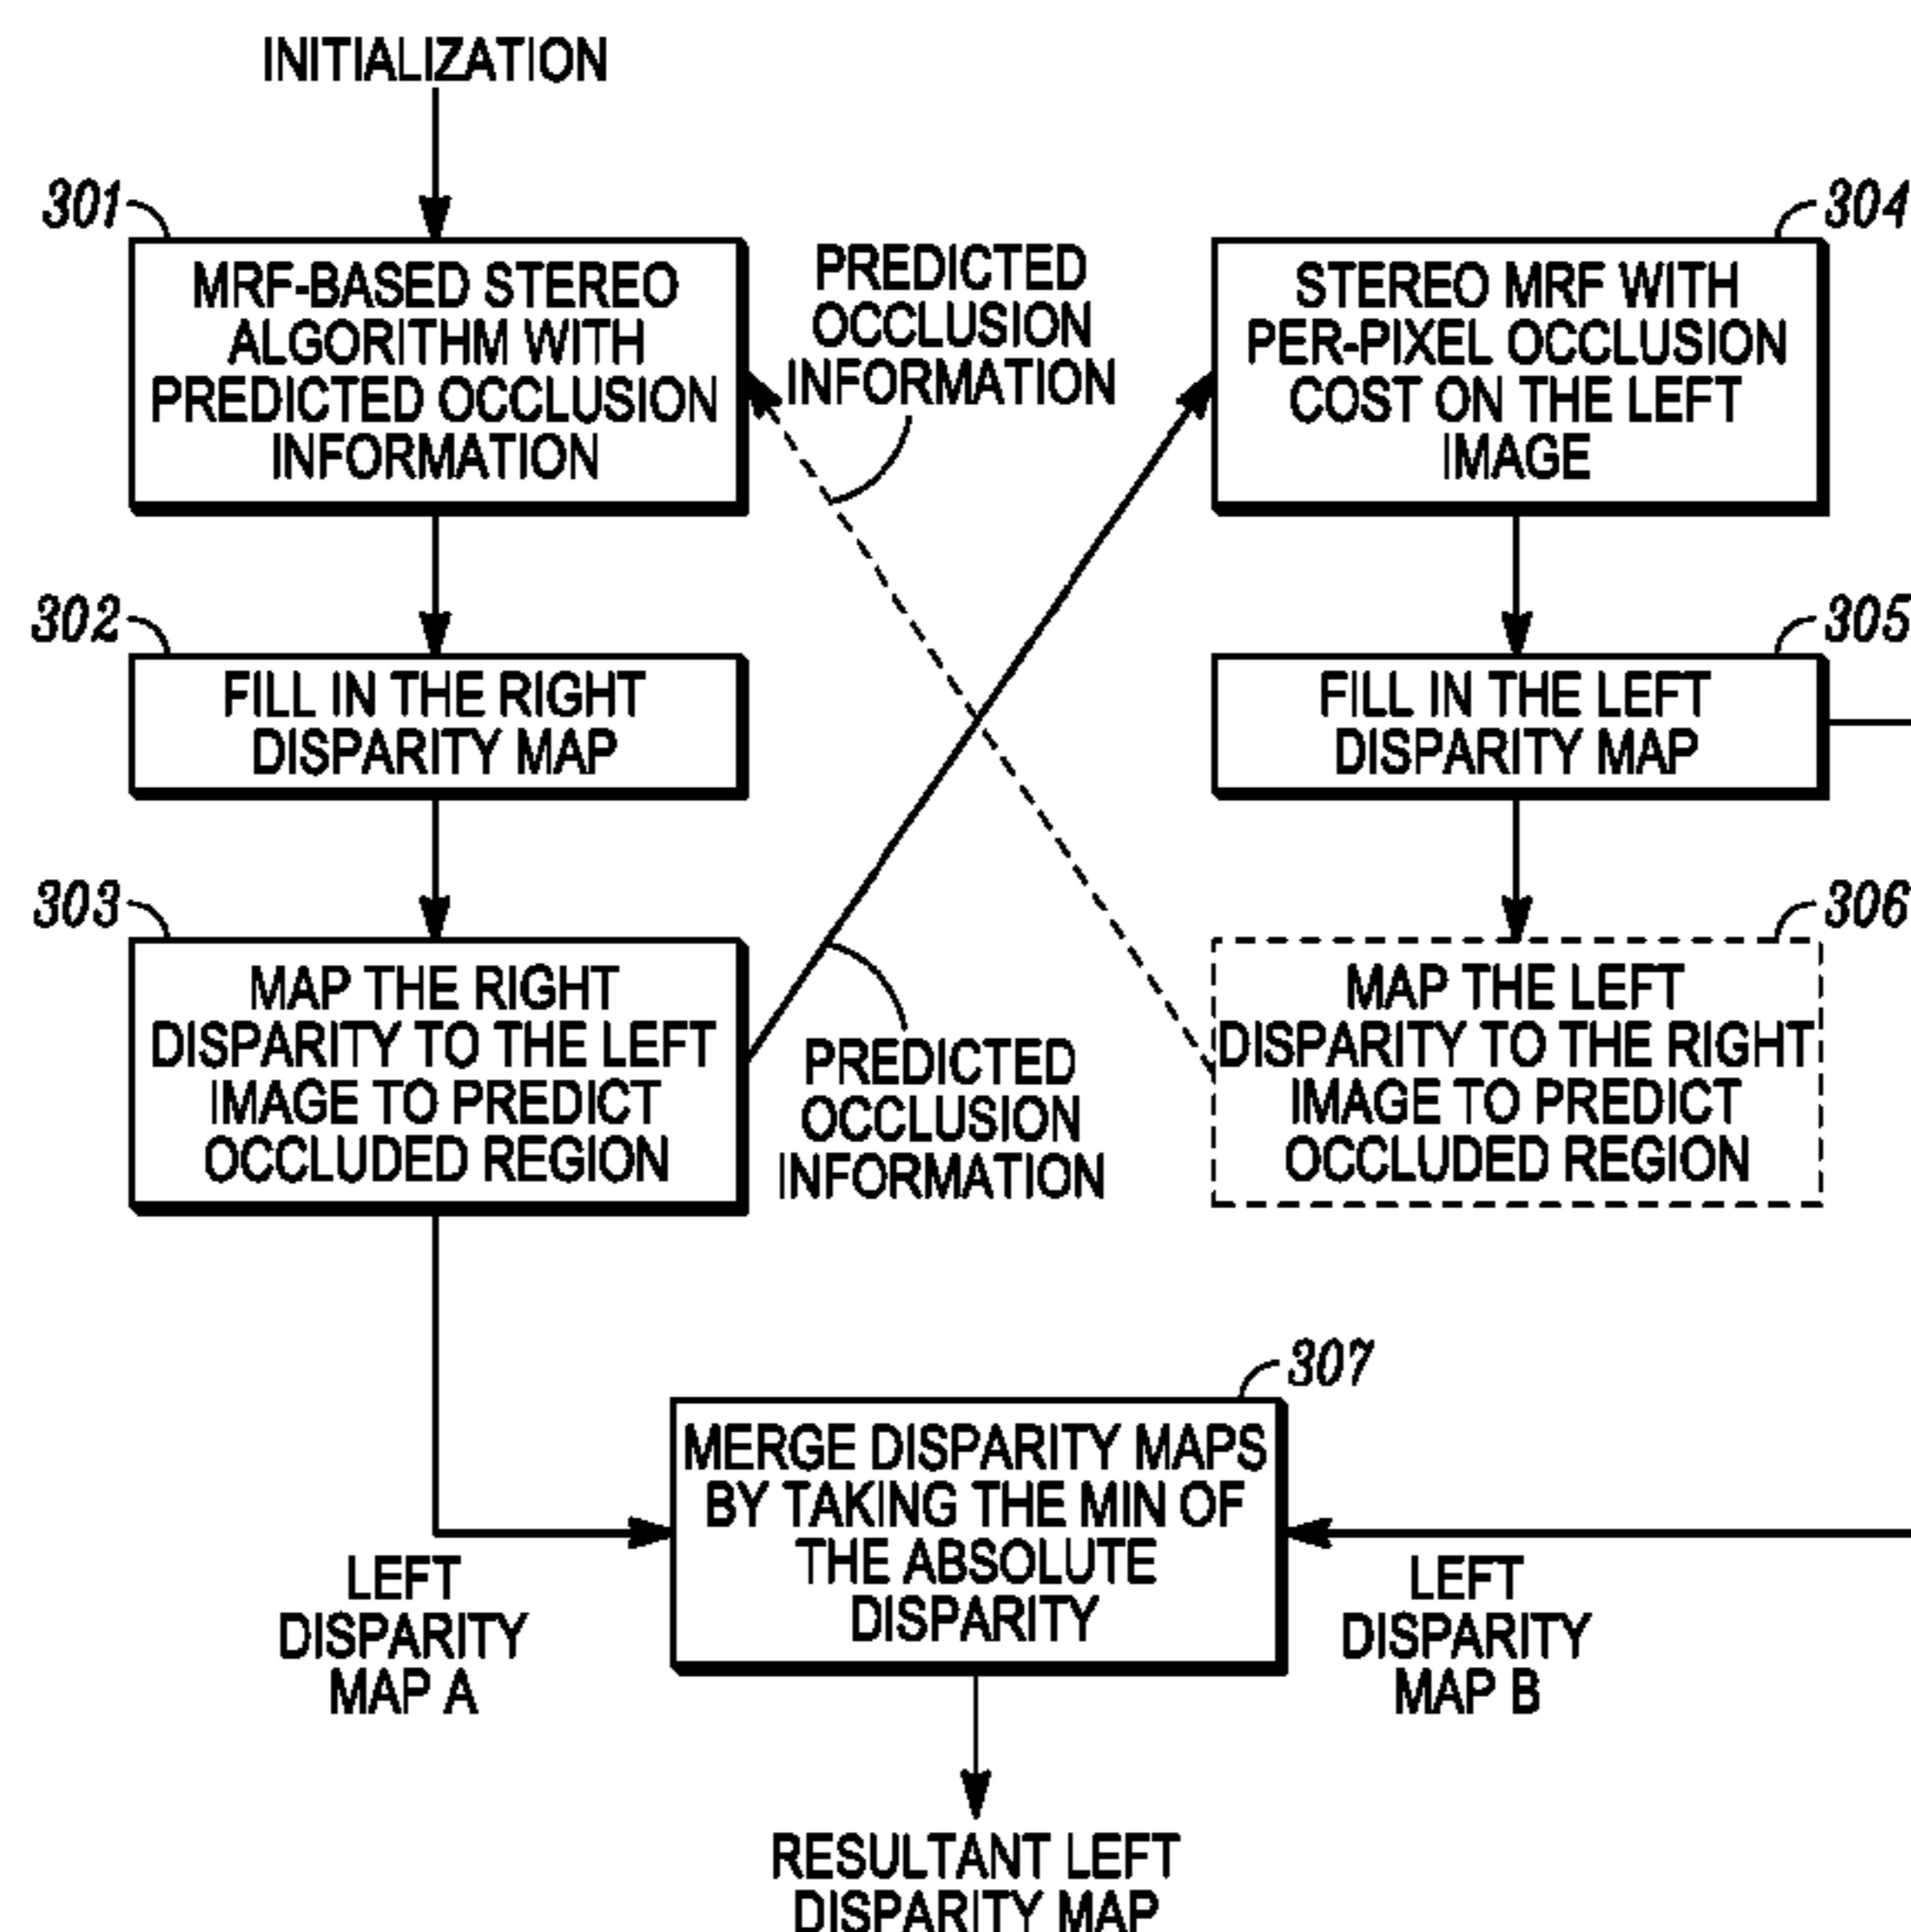 INITIALIZATION
301
MRF-BASED STEREO
ALGORITHM WITH
PREDICTED OCCLUSION
INFORMATION
PREDICTED
OCCLUSION
INFORMATION
304
STEREO MRF WITH
PER-PIXEL OCCLUSION
COST ON THE LEFT
IMAGE
302
FILL IN THE RIGHT
DISPARITY MAP
305
FILL IN THE LEFT
DISPARITY MAP
303
MAP THE RIGHT
DISPARITY TO THE LEFT
IMAGE TO PREDICT
OCCLUDED REGION
PREDICTED
OCCLUSION
INFORMATION
306
MAP THE LEFT
DISPARITY TO THE RIGHT
IMAGE TO PREDICT
OCCLUDED REGION
307
MERGE DISPARITY MAPS
BY TAKING THE MIN OF
THE ABSOLUTE
DISPARITY
LEFT
DISPARITY
MAP A
LEFT
DISPARITY
MAP B
RESULTANT LEFT
DISPARITY MAP